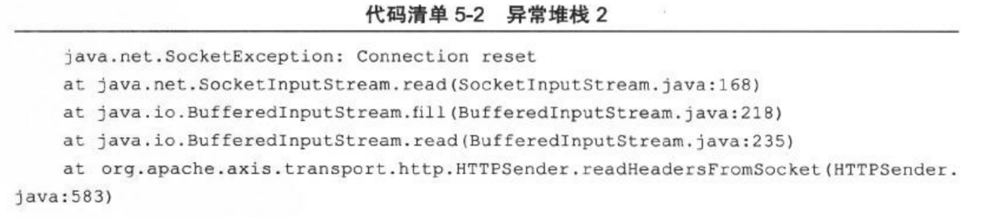 代码清单 5-2 异常堆栈 2
java.net.SocketException: Connection reset
at java.net.SocketInputStream.read(SocketInputStream.java:168)
at java.io.BufferedInputStream.fill(BufferedInputStream.java:218)
at java.io.BufferedInputStream.read(BufferedInputStream.java:235)
at org.apache.axis.transport.http.HTTPSender.readHeadersFromSocket(HTTPSender.
java:583)